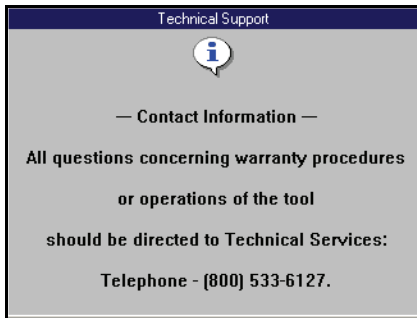 Technical Support
— Contact Information —
All questions concerning warranty procedures
or operations of the tool
should be directed to Technical Services:
Telephone - (800) 533-6127.